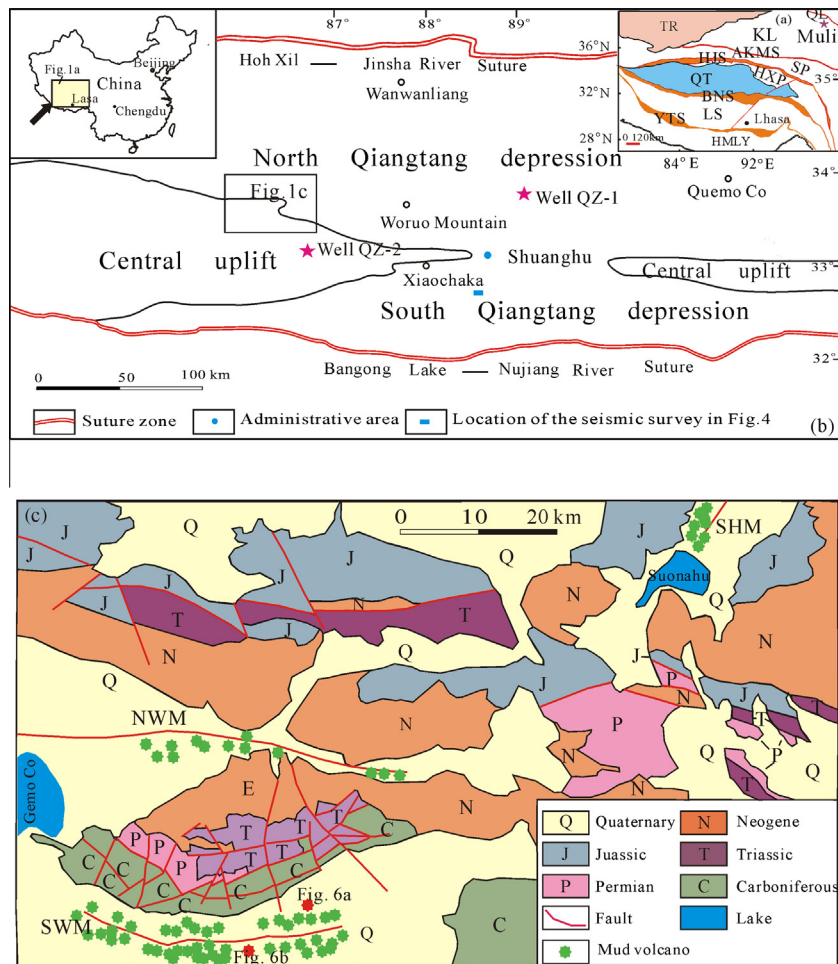 87°
88°
89°
Hoh Xil — Jinsha River Suture
Wanwanliang
Fig.1a
China
Beijing
Lasa
Chengdu
(a)
TR
QL
KL
Muli
AKMS
HJS
SP
HXP
QT
BNS
LS
YTS
Lhasa
HMLY
36°N
32°N
28°N
0 120km
84° E
92°E
35°
34°
33°
32°
North Qiangtang depression
Quemo Co
Fig. 1c
Well QZ-1
Woruo Mountain
Well QZ-2
Central uplift
Shuanghu
Xiaochaka
Central uplift
South Qiangtang depression
0 50 100 km
Bangong Lake — Nujiang River Suture
Suture zone
Administrative area
Location of the seismic survey in Fig.4
(b)
(c)
0 10 20 km
J
Q
J
Q
J
SHM
J
J
J
J
Suonahu
T
N
T
N
Q
J
J
Q
N
J
P
N
J
T
T
Q
N
J
P
P
NWM
N
N
Q
T
Q
Gemo Co
E
N
N
T
T
T
P
P
T
T
T
P
C
C
C
C
C
C
C
C
C
Fig. 6a
SWM
Q
C
Fig. 6b
Q Quaternary
N Neogene
J Juassic
T Triassic
P Permian
C Carboniferous
Fault
Lake
Mud volcano